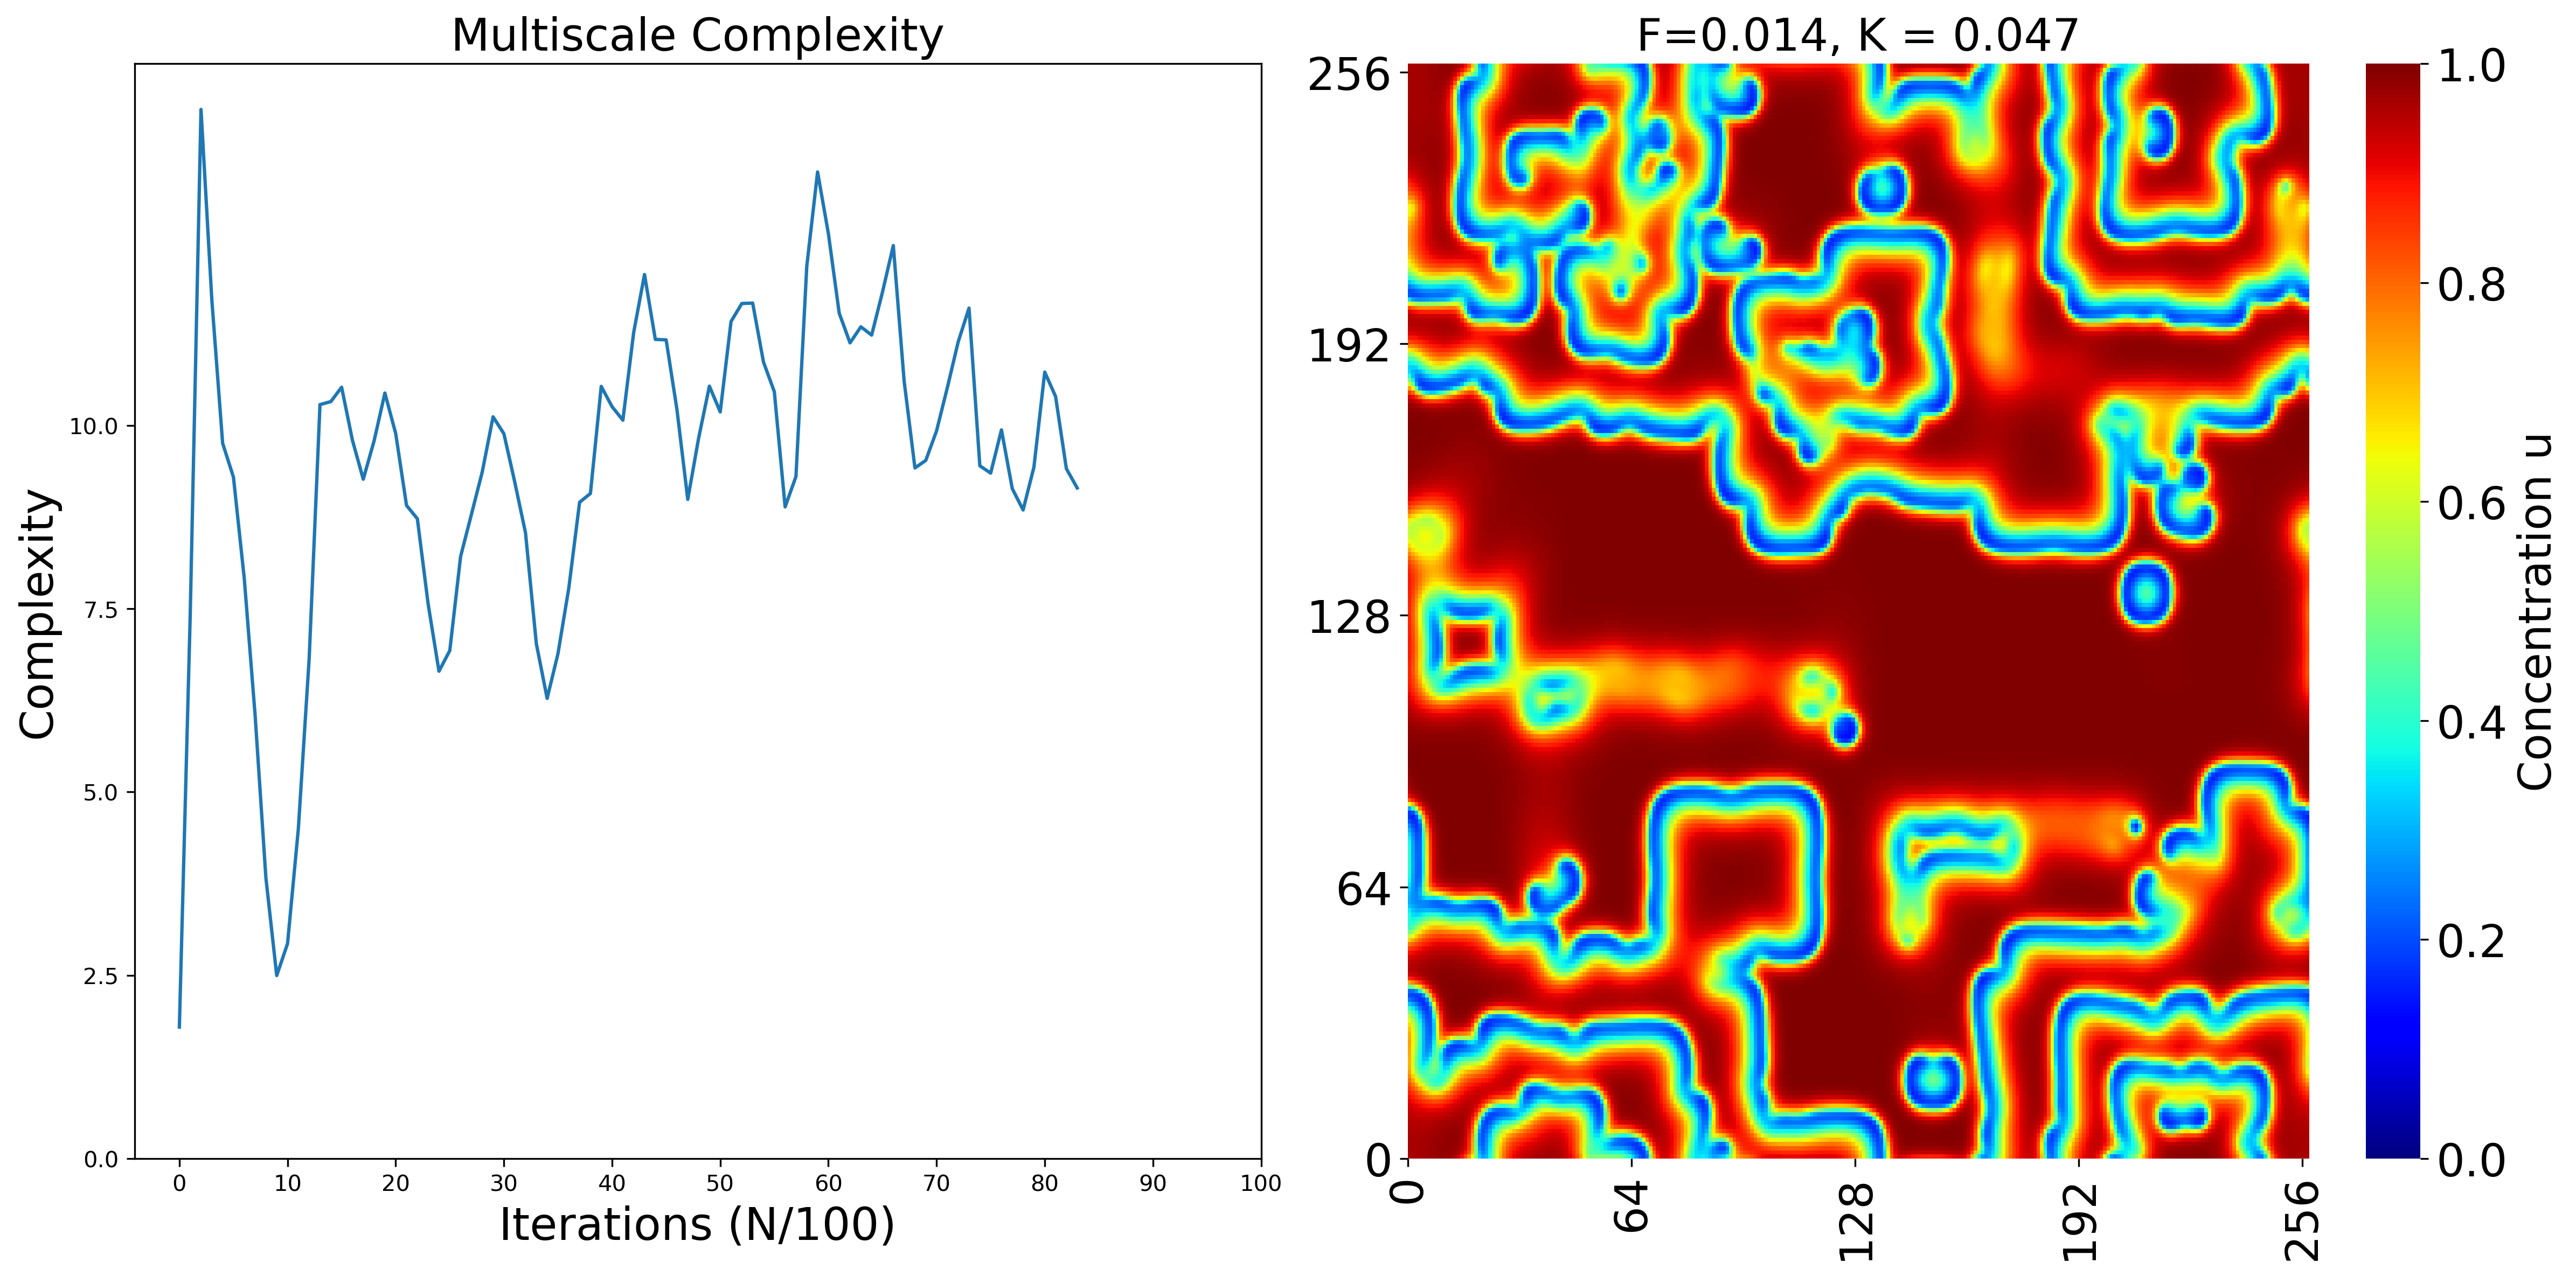 Multiscale Complexity
Complexity
10.0
7.5
5.0
2.5
0.0
0 10 20 30 40 50 60 70 80 90 100
Iterations (N/100)
F=0.014, K = 0.047
256
192
128
64
0
0 64 128 192 256
1.0
0.8
0.6
0.4
0.2
0.0
Concentration u